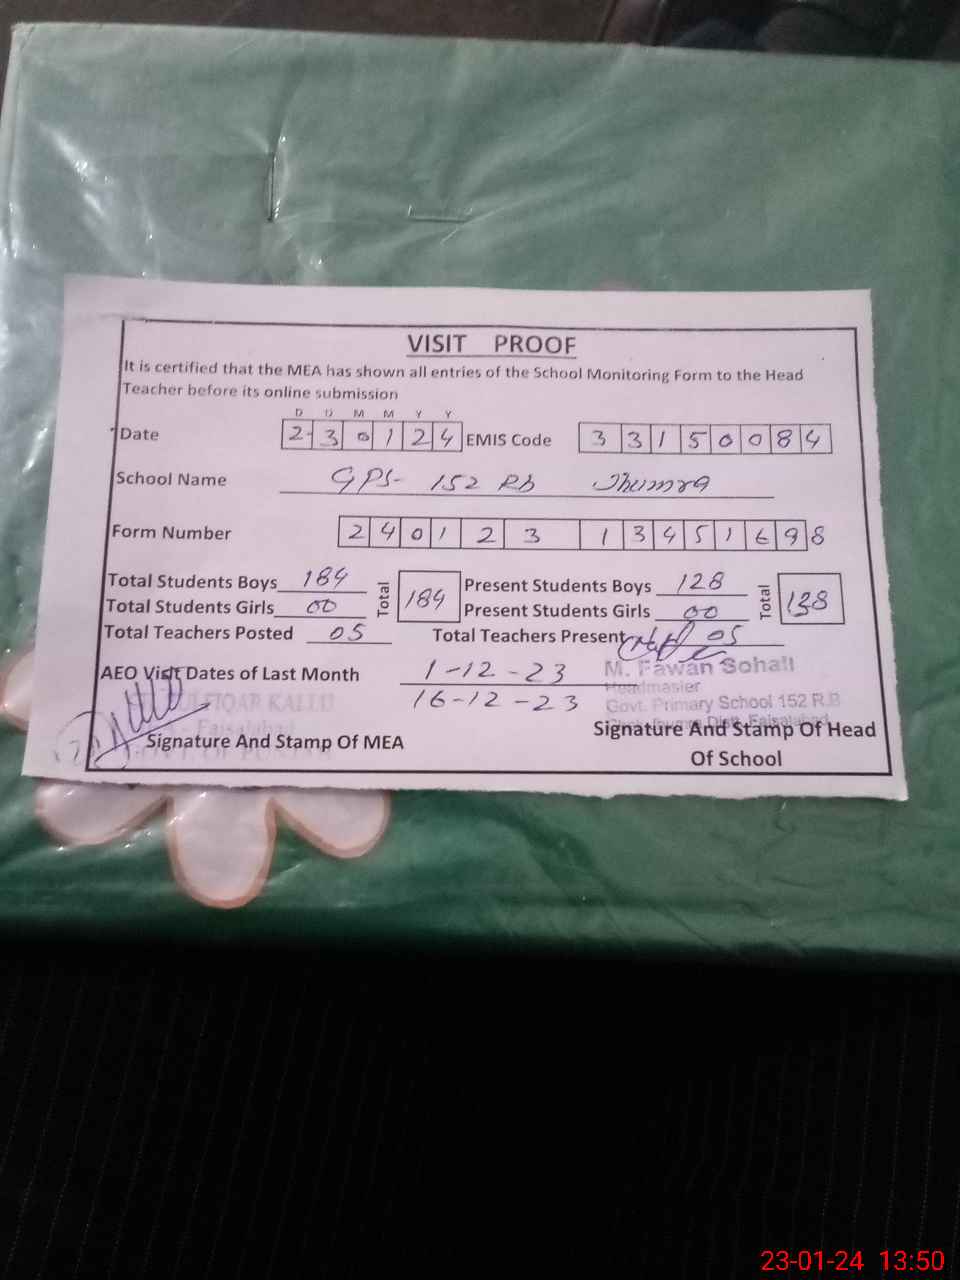 VISIT PROOF
It is certified that the MEA has shown all entries of the School Monitoring Form to the Head
Teacher before its online submission
D D M M Y Y
Date 2 3 0 1 2 4 EMIS Code 3 3 1 5 0 0 8 4
School Name GPS- 152 RB Jhumra
Form Number 2 4 0 1 2 3 1 3 4 5 1 6 9 8
Total Students Boys 184 Total 184 Present Students Boys 128 Total 128
Total Students Girls 00 Present Students Girls 00
Total Teachers Posted 05 Total Teachers Present 05
AEO Visit Dates of Last Month 1-12-23
16-12-23
M. Fawan Sohail
Headmaster
Govt. Primary School 152 R.B
Faisalabad
KALLU
Faisalabad
Signature And Stamp Of MEA
Signature And Stamp Of Head
Of School
23-01-24 13:50